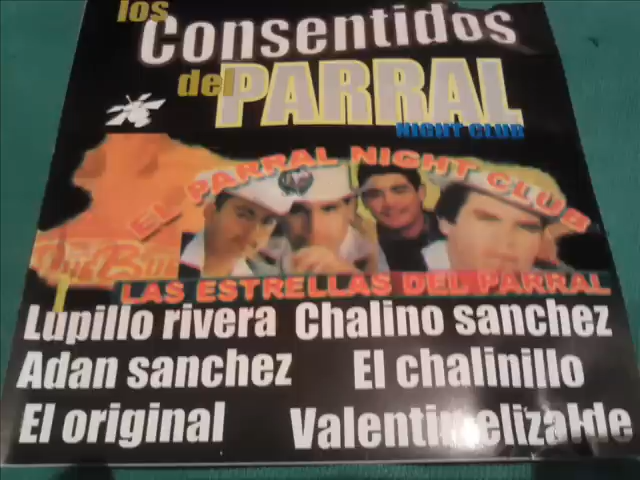 los
Consentidos
del PARRAL
NIGHT CLUB
EL PARRAL NIGHT CLUB
LAS ESTRELLAS DEL PARRAL
Lupillo rivera Chalino sanchez
Adan sanchez El chalinillo
El original Valentin elizalde